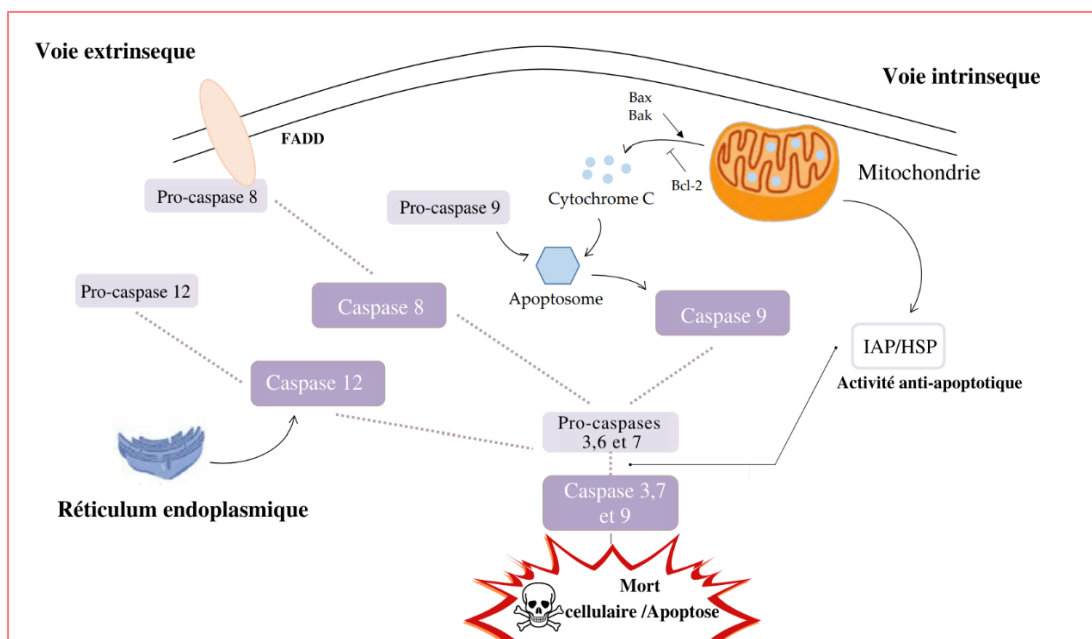 Voie extrinseque
Voie intrinseque
FADD
Bax
Bak
Bcl-2
Mitochondrie
Pro-caspase 8
Cytochrome C
Pro-caspase 9
Apoptosome
Pro-caspase 12
Caspase 8
Caspase 9
IAP/HSP
Activité anti-apoptotique
Caspase 12
Pro-caspases
3,6 et 7
Réticulum endoplasmique
Caspase 3,7
et 9
Mort
cellulaire /Apoptose